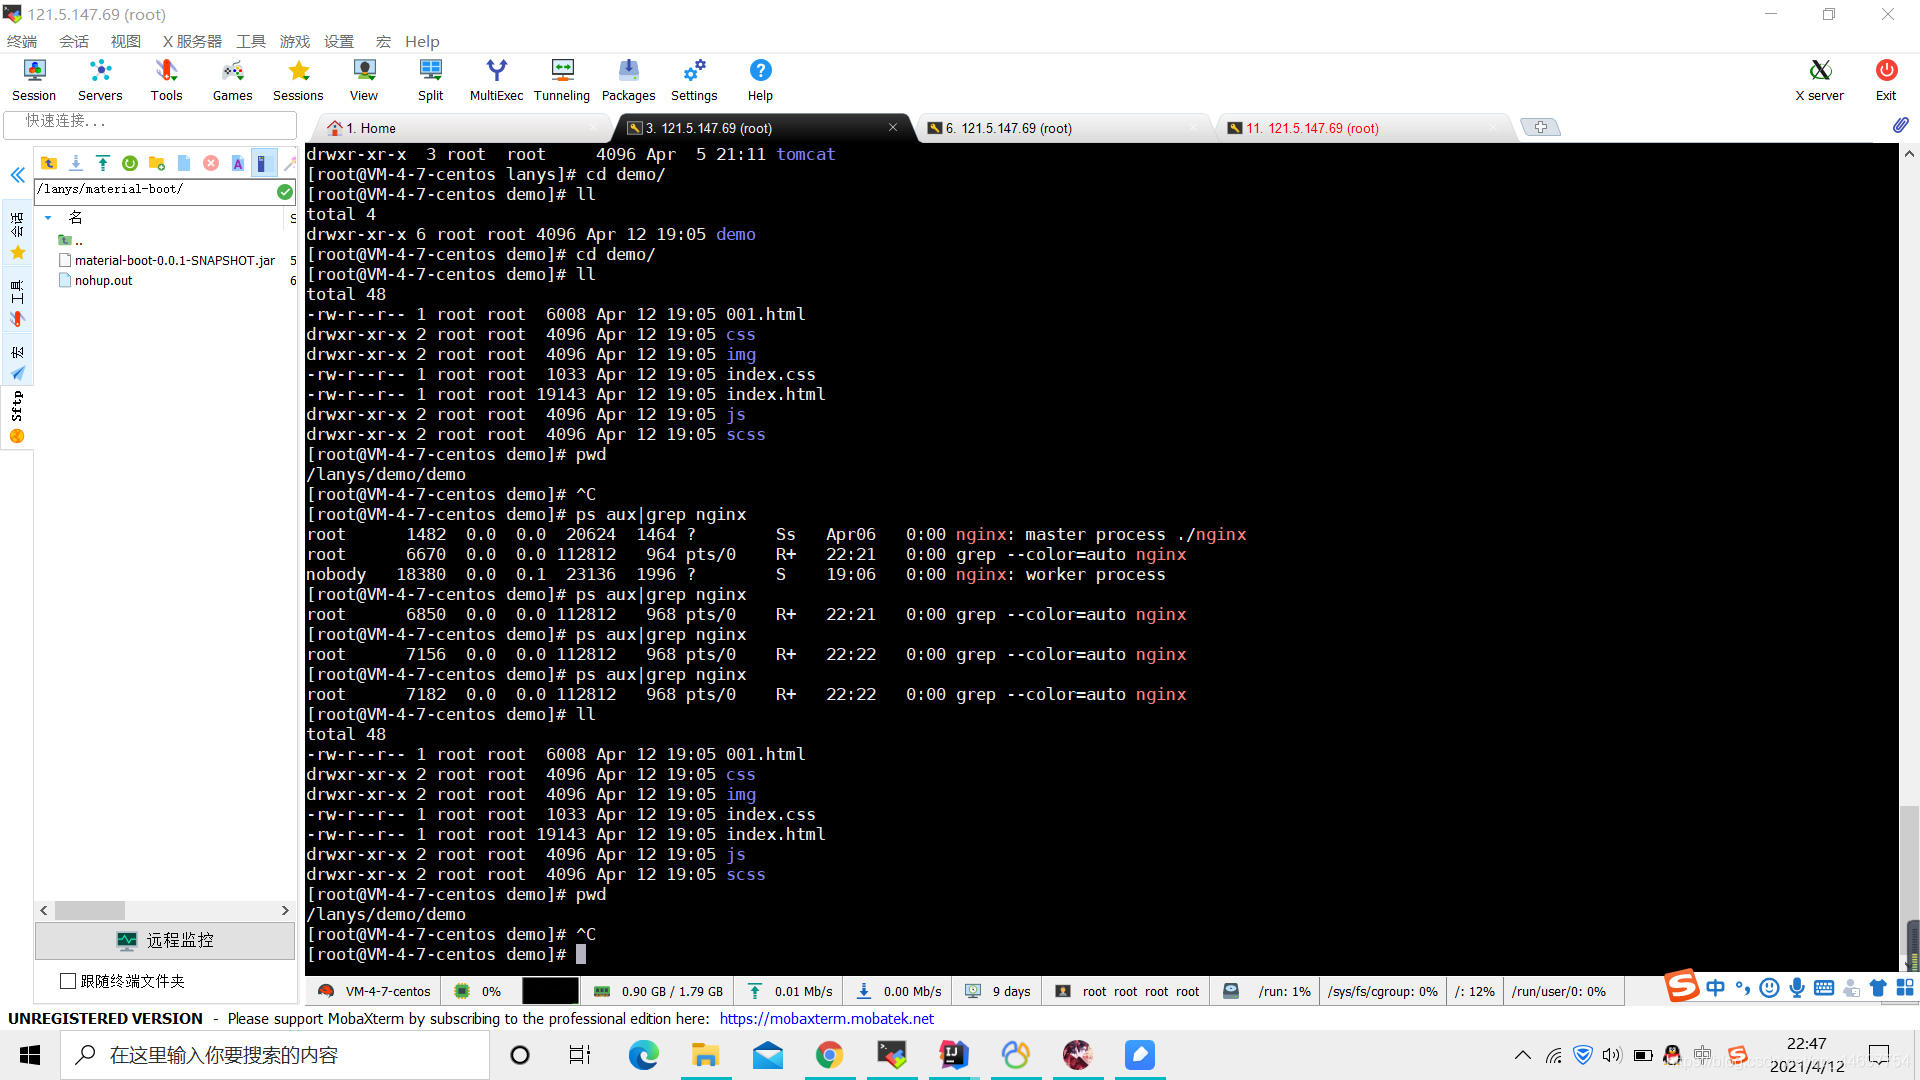 121.5.147.69 (root)
终端 会话 视图 X 服务器 工具 游戏 设置 宏 Help
Session Servers Tools Games Sessions View Split MultiExec Tunneling Packages Settings Help X server Exit
快速连接...
1. Home 3. 121.5.147.69 (root) 6. 121.5.147.69 (root) 11. 121.5.147.69 (root)
/lanys/material-boot/
名 S
..
material-boot-0.0.1-SNAPSHOT.jar 5
nohup.out 6
会话
工具
宏
Sftp
远程监控
跟随终端文件夹
drwxr-xr-x  3 root  root     4096 Apr  5 21:11 tomcat
[root@VM-4-7-centos lanys]# cd demo/
[root@VM-4-7-centos demo]# ll
total 4
drwxr-xr-x 6 root root 4096 Apr 12 19:05 demo
[root@VM-4-7-centos demo]# cd demo/
[root@VM-4-7-centos demo]# ll
total 48
-rw-r--r-- 1 root root  6008 Apr 12 19:05 001.html
drwxr-xr-x 2 root root  4096 Apr 12 19:05 css
drwxr-xr-x 2 root root  4096 Apr 12 19:05 img
-rw-r--r-- 1 root root  1033 Apr 12 19:05 index.css
-rw-r--r-- 1 root root 19143 Apr 12 19:05 index.html
drwxr-xr-x 2 root root  4096 Apr 12 19:05 js
drwxr-xr-x 2 root root  4096 Apr 12 19:05 scss
[root@VM-4-7-centos demo]# pwd
/lanys/demo/demo
[root@VM-4-7-centos demo]# ^C
[root@VM-4-7-centos demo]# ps aux|grep nginx
root      1482  0.0  0.0  20624  1464 ?        Ss   Apr06   0:00 nginx: master process ./nginx
root      6670  0.0  0.0 112812   964 pts/0    R+   22:21   0:00 grep --color=auto nginx
nobody   18380  0.0  0.1  23136  1996 ?        S    19:06   0:00 nginx: worker process
[root@VM-4-7-centos demo]# ps aux|grep nginx
root      6850  0.0  0.0 112812   968 pts/0    R+   22:21   0:00 grep --color=auto nginx
[root@VM-4-7-centos demo]# ps aux|grep nginx
root      7156  0.0  0.0 112812   968 pts/0    R+   22:22   0:00 grep --color=auto nginx
[root@VM-4-7-centos demo]# ps aux|grep nginx
root      7182  0.0  0.0 112812   968 pts/0    R+   22:22   0:00 grep --color=auto nginx
[root@VM-4-7-centos demo]# ll
total 48
-rw-r--r-- 1 root root  6008 Apr 12 19:05 001.html
drwxr-xr-x 2 root root  4096 Apr 12 19:05 css
drwxr-xr-x 2 root root  4096 Apr 12 19:05 img
-rw-r--r-- 1 root root  1033 Apr 12 19:05 index.css
-rw-r--r-- 1 root root 19143 Apr 12 19:05 index.html
drwxr-xr-x 2 root root  4096 Apr 12 19:05 js
drwxr-xr-x 2 root root  4096 Apr 12 19:05 scss
[root@VM-4-7-centos demo]# pwd
/lanys/demo/demo
[root@VM-4-7-centos demo]# ^C
[root@VM-4-7-centos demo]#
VM-4-7-centos 0% 0.90 GB / 1.79 GB 0.01 Mb/s 0.00 Mb/s 9 days root root root root /run: 1% /sys/fs/cgroup: 0% /: 12% /run/user/0: 0% 中
UNREGISTERED VERSION - Please support MobaXterm by subscribing to the professional edition here: https://mobaxterm.mobatek.net
在这里输入你要搜索的内容
中
22:47
2021/4/12